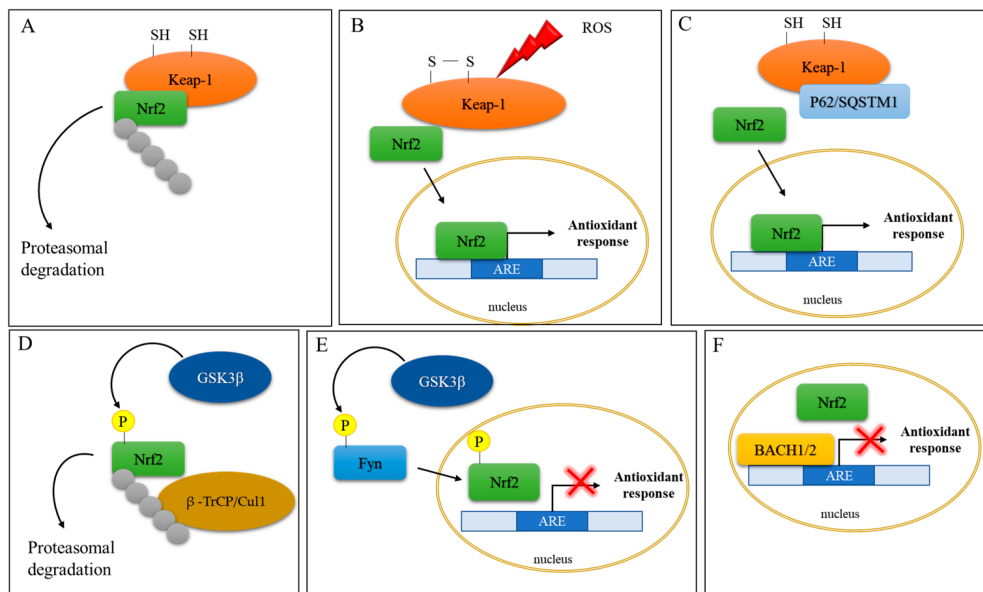 A
SH SH
Keap-1
Nrf2
Proteasomal
degradation
B
ROS
S — S
Keap-1
Nrf2
Nrf2
Antioxidant
response
ARE
nucleus
C
SH SH
Keap-1
P62/SQSTM1
Nrf2
Nrf2
Antioxidant
response
ARE
nucleus
D
GSK3β
P
Nrf2
β -TrCP/Cul1
Proteasomal
degradation
E
GSK3β
P
Fyn
P
Nrf2
Antioxidant
response
ARE
nucleus
F
Nrf2
BACH1/2
Antioxidant
response
ARE
nucleus